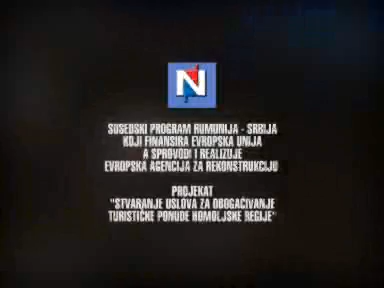 N
SUSEDSKI PROGRAM RUMUNIJA - SRBIJA
KOJI FINANSIRA EVROPSKA UNIJA
A SPROVODI I REALIZUJE
EVROPSKA AGENCIJA ZA REKONSTRUKCIJU
PROJEKAT
"STVARANJE USLOVA ZA OBOGAĆIVANJE
TURISTIČKE PONUDE HOMOLJSKE REGIJE"